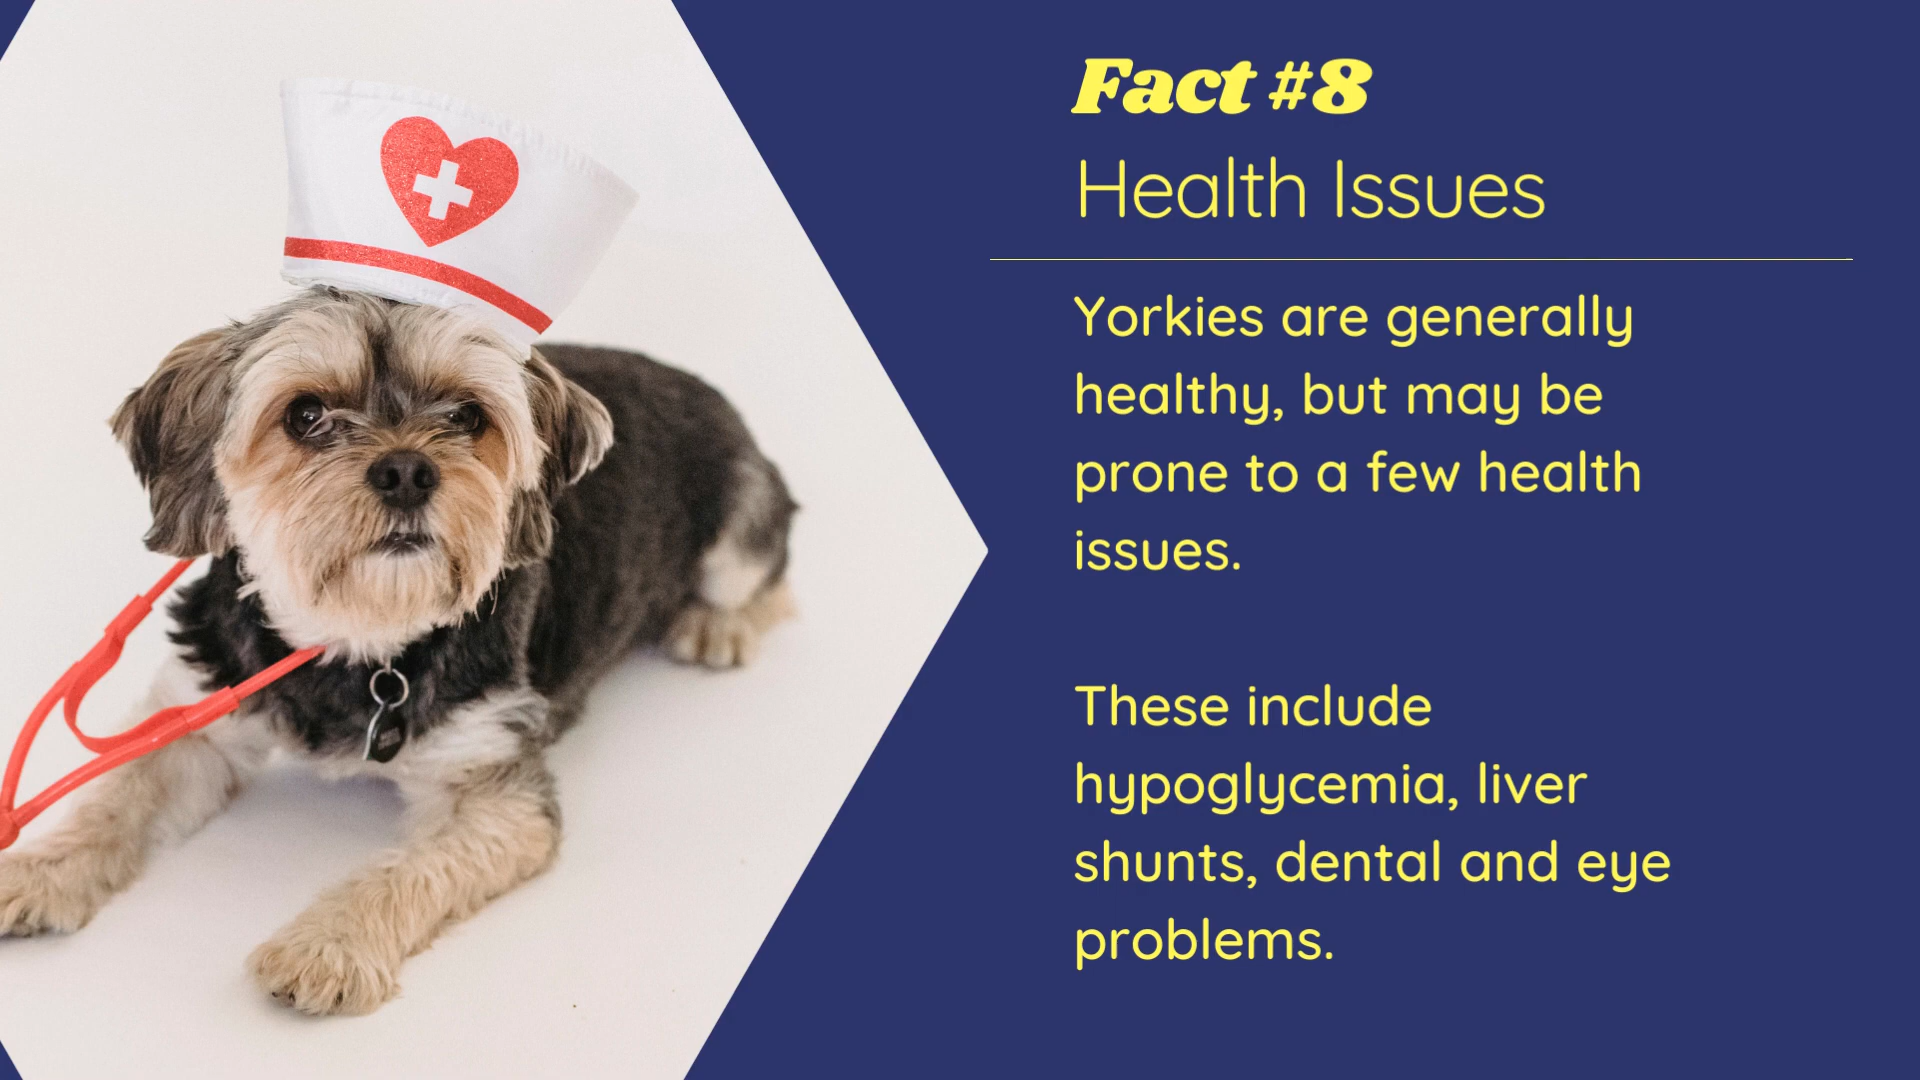 Fact #8
Health Issues
Yorkies are generally
healthy, but may be
prone to a few health
issues.
These include
hypoglycemia, liver
shunts, dental and eye
problems.